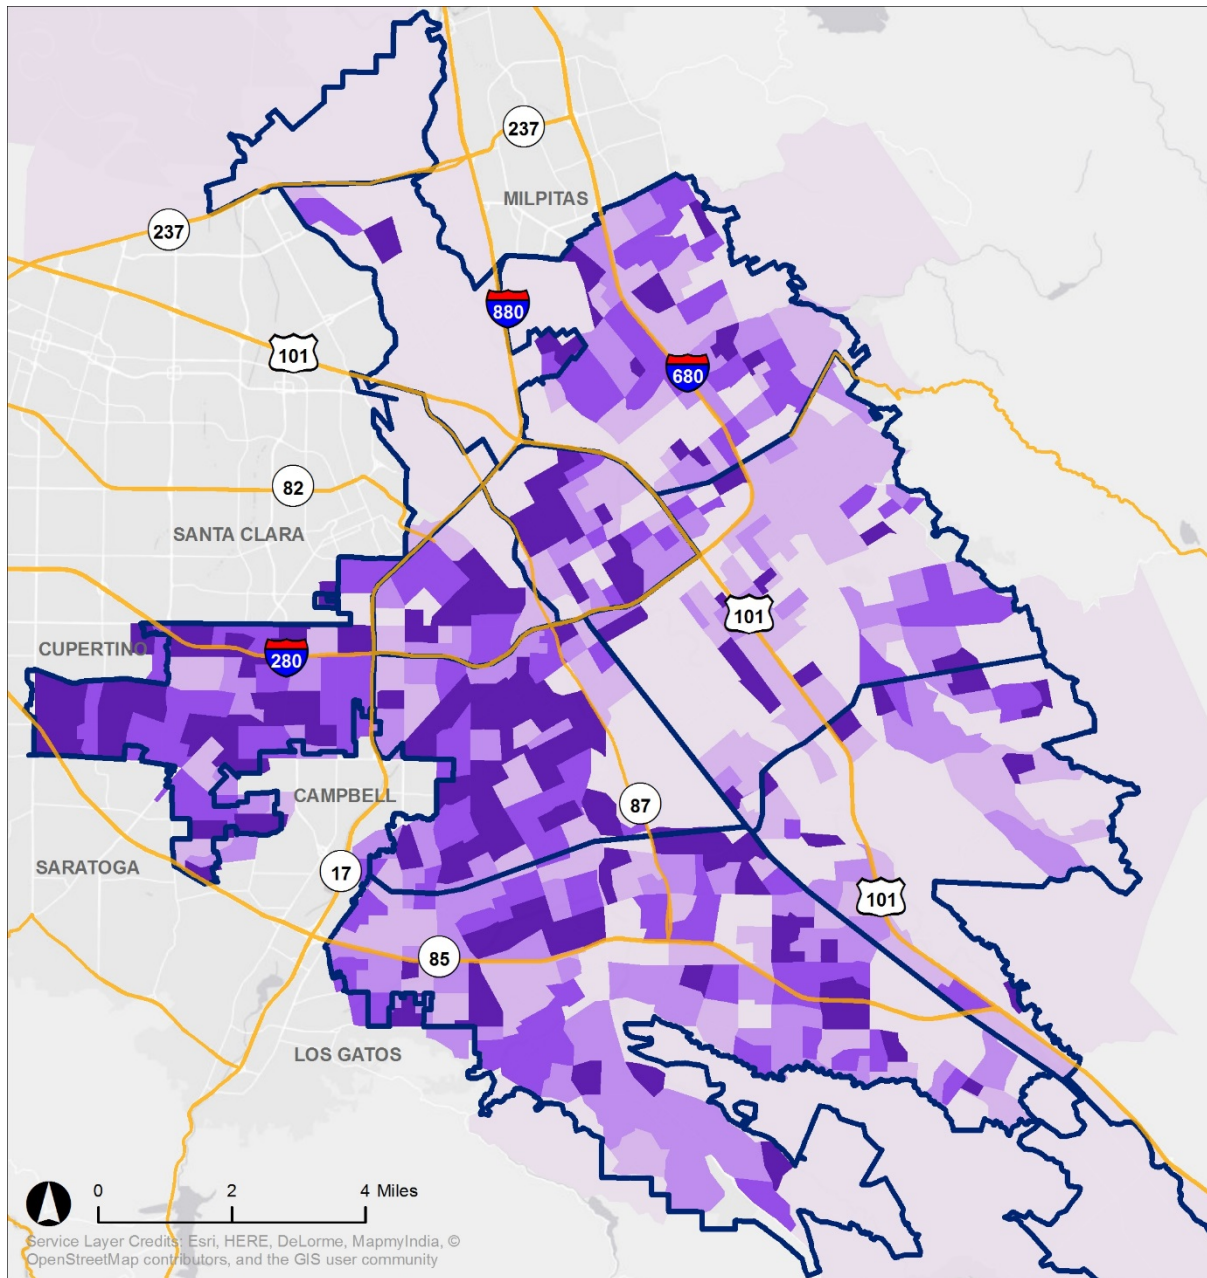 237
MILPITAS
237
880
101
680
82
SANTA CLARA
101
CUPERTINO
280
CAMPBELL
87
SARATOGA
17
101
85
LOS GATOS
0 2 4 Miles
Service Layer Credits: Esri, HERE, DeLorme, MapmyIndia, ©
OpenStreetMap contributors, and the GIS user community